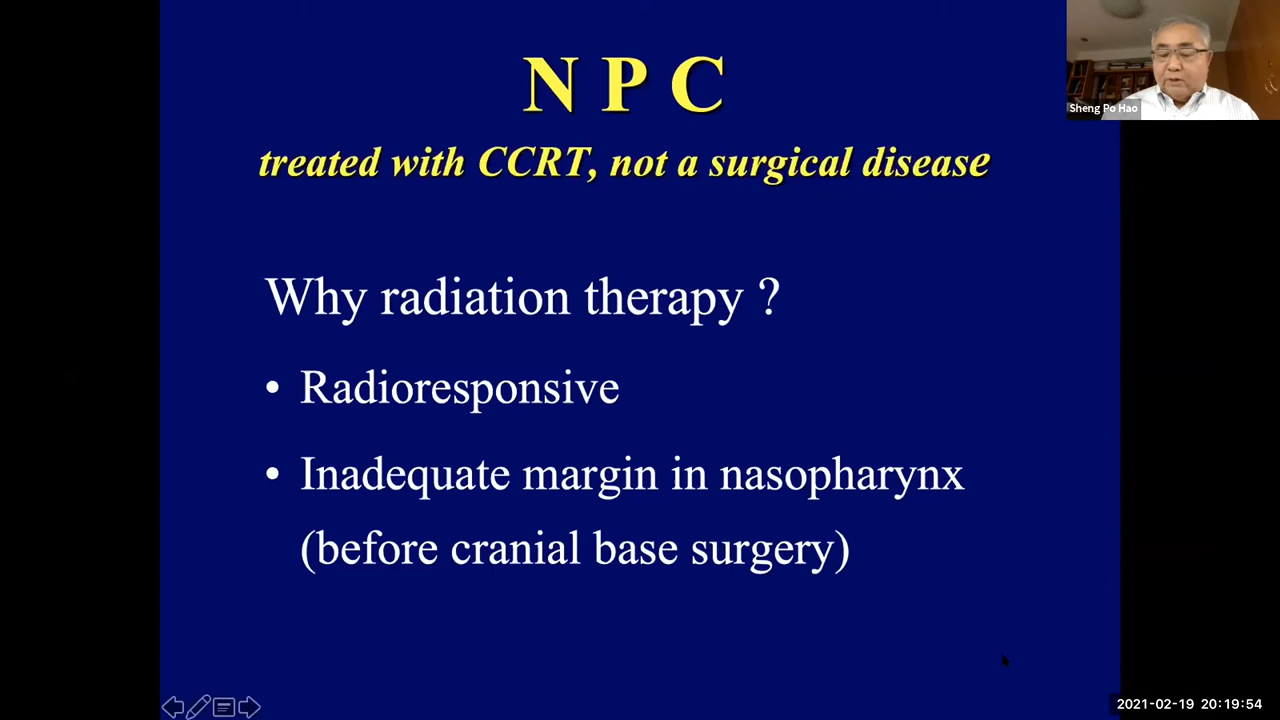 N P C
treated with CCRT, not a surgical disease
Why radiation therapy ?
• Radioresponsive
• Inadequate margin in nasopharynx
(before cranial base surgery)
Sheng Po Hao
2021-02-19 20:19:54